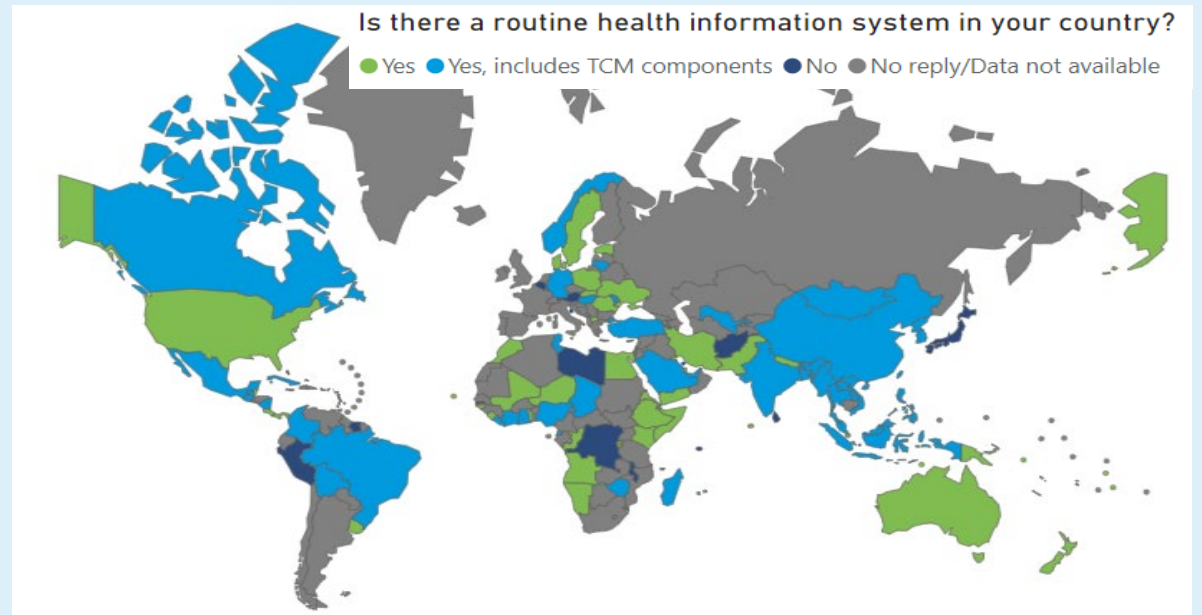 Is there a routine health information system in your country?
Yes Yes, includes TCM components No No reply/Data not available